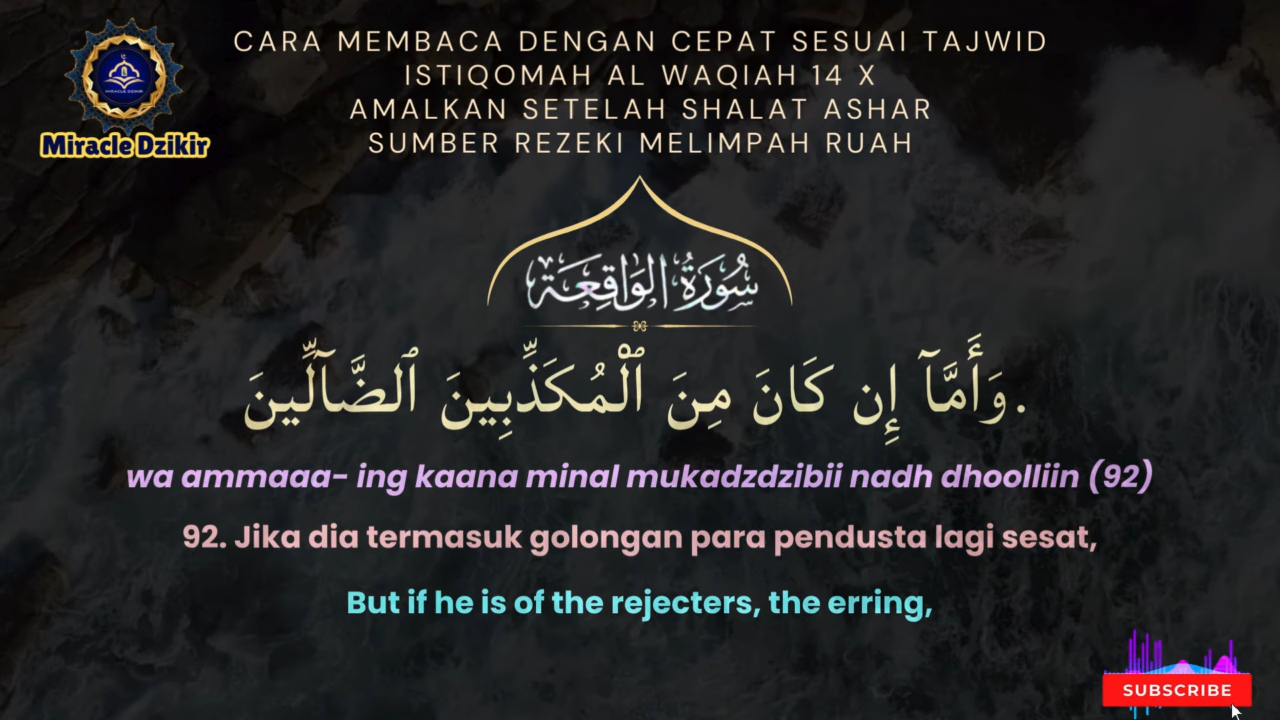 CARA MEMBACA DENGAN CEPAT SESUAI TAJWID
ISTIQOMAH AL WAQIAH 14 X
AMALKAN SETELAH SHALAT ASHAR
SUMBER REZEKI MELIMPAH RUAH
MIRACLE DZIKIR
Miracle Dzikir
سُورَةُ الوَاقِعَة
وَأَمَّآ إِن كَانَ مِنَ ٱلْمُكَذِّبِينَ ٱلضَّآلِّينَ.
wa ammaaa- ing kaana minal mukadzdzibii nadh dhoolliin (92)
92. Jika dia termasuk golongan para pendusta lagi sesat,
But if he is of the rejecters, the erring,
SUBSCRIBE